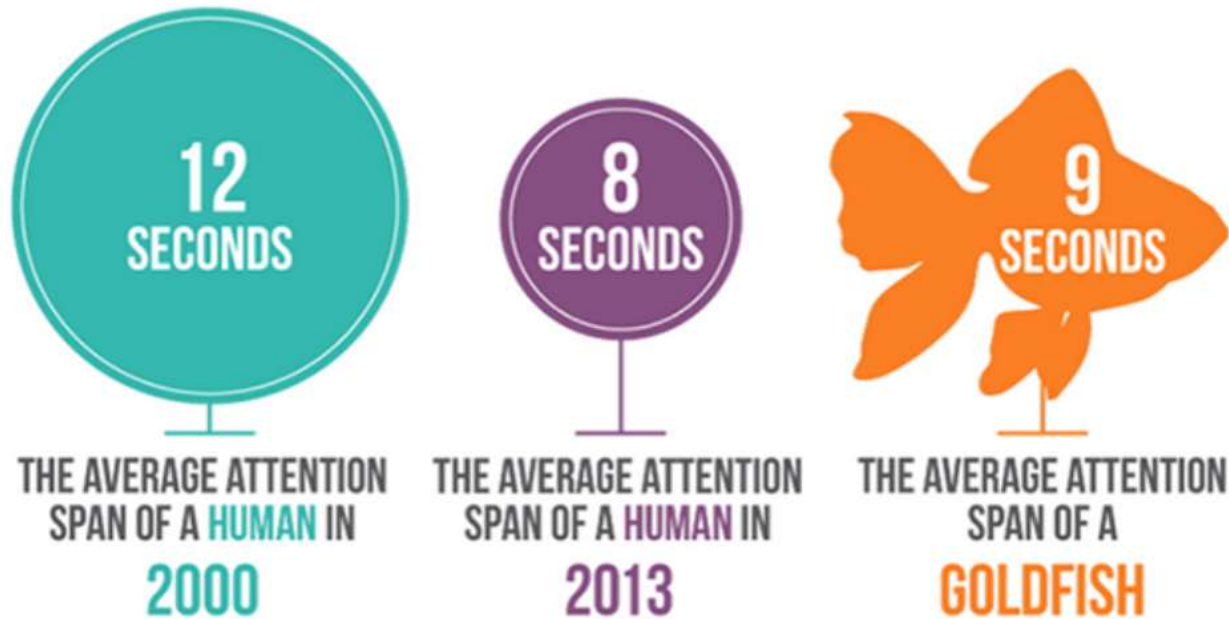 12
SECONDS
THE AVERAGE ATTENTION
SPAN OF A HUMAN IN
2000
8
SECONDS
THE AVERAGE ATTENTION
SPAN OF A HUMAN IN
2013
9
SECONDS
THE AVERAGE ATTENTION
SPAN OF A
GOLDFISH